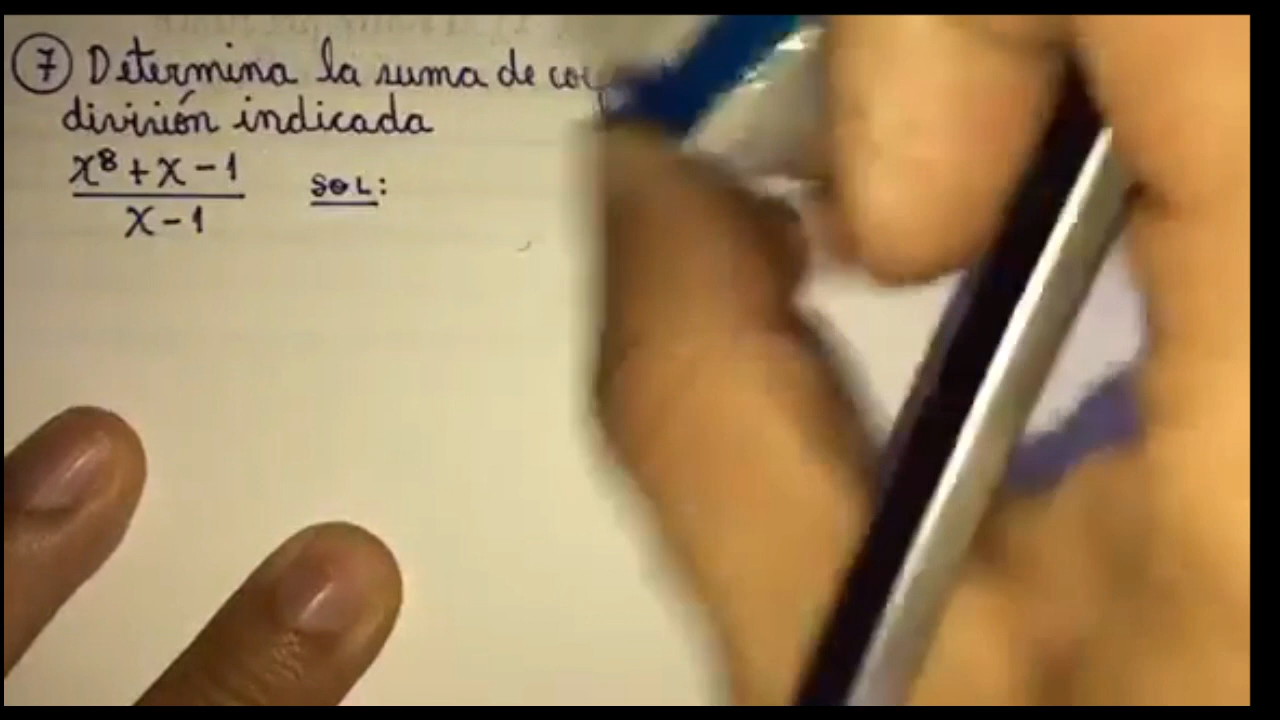 7 Determina la suma de
división indicada
x⁸ + x - 1 SOL:
x - 1